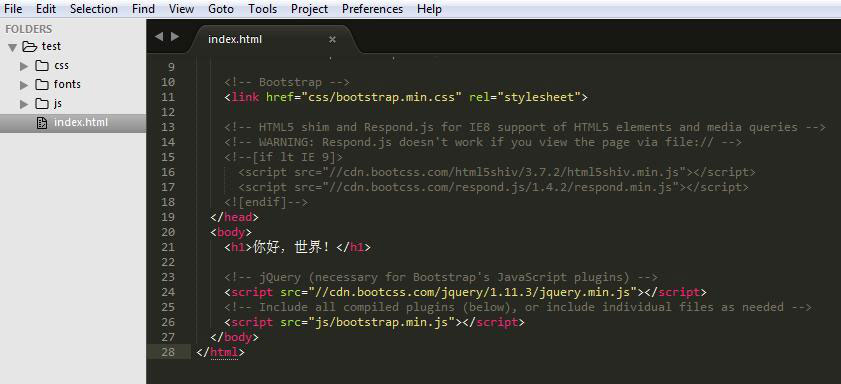 File Edit Selection Find View Goto Tools Project Preferences Help
FOLDERS
test
css
fonts
js
index.html
index.html
9
10 <!-- Bootstrap -->
11 <link href="css/bootstrap.min.css" rel="stylesheet">
12
13 <!-- HTML5 shim and Respond.js for IE8 support of HTML5 elements and media queries -->
14 <!-- WARNING: Respond.js doesn't work if you view the page via file:// -->
15 <!--[if lt IE 9]>
16 <script src="//cdn.bootcss.com/html5shiv/3.7.2/html5shiv.min.js"></script>
17 <script src="//cdn.bootcss.com/respond.js/1.4.2/respond.min.js"></script>
18 <![endif]-->
19 </head>
20 <body>
21 <h1>你好，世界！</h1>
22
23 <!-- jQuery (necessary for Bootstrap's JavaScript plugins) -->
24 <script src="//cdn.bootcss.com/jquery/1.11.3/jquery.min.js"></script>
25 <!-- Include all compiled plugins (below), or include individual files as needed -->
26 <script src="js/bootstrap.min.js"></script>
27 </body>
28 </html>